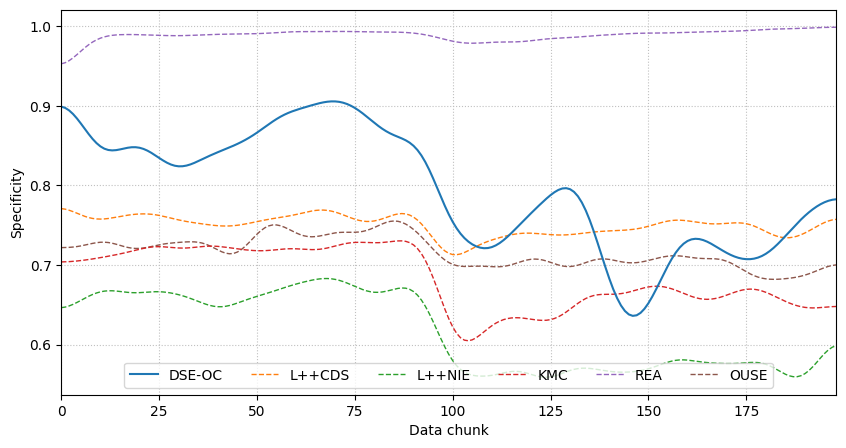 1.0
0.9
0.8
0.7
0.6
Specificity
DSE-OC L++CDS L++NIE KMC REA OUSE
0 25 50 75 100 125 150 175
Data chunk